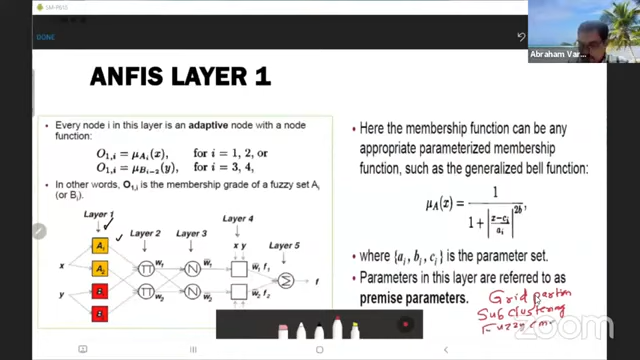 DONE
Abraham Var...
ANFIS LAYER 1
• Every node i in this layer is an adaptive node with a node
function:
O1,i = μAi(x), for i = 1, 2, or
O1,i = μBi−2(y), for i = 3, 4,
• In other words, O1,i is the membership grade of a fuzzy set Ai
(or Bi).
Layer 1
Layer 2
Layer 3
Layer 4
Layer 5
x y
A1
A2
x
y
B
B
Π
Π
N
N
w1
w2
w̅1
w̅2
w̅1 f1
w̅2 f2
Σ
f
• Here the membership function can be any
appropriate parameterized membership
function, such as the generalized bell function:
μA(x) = 1 / (1 + |(x−ci)/ai|^2b)
where {ai, bi, ci} is the parameter set.
• Parameters in this layer are referred to as
premise parameters.
Grid
Sub clustering
Fuzzy
LIVE